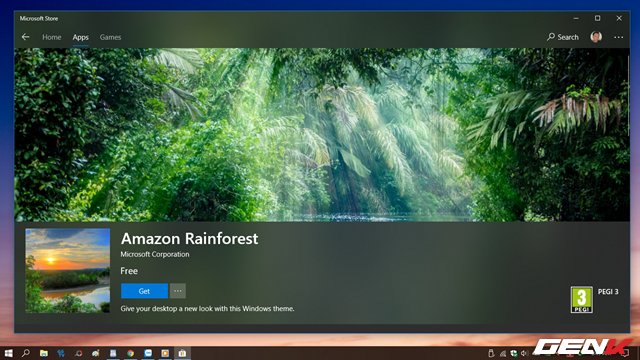 Microsoft Store
Home Apps Games
Search
Amazon Rainforest
Microsoft Corporation
Free
Get
Give your desktop a new look with this Windows theme.
3
PEGI
PEGI 3
GENK